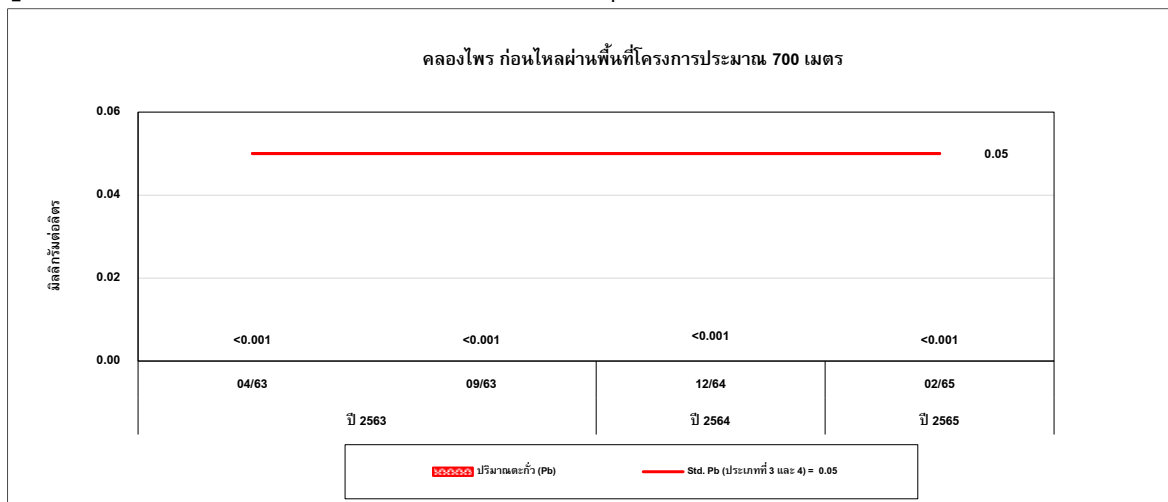 คลองไพร ก่อนไหลผ่านพื้นที่โครงการประมาณ 700 เมตร
มิลลิกรัมต่อลิตร
0.06
0.05
0.04
0.02
<0.001 <0.001 <0.001 <0.001
0.00
04/63 09/63 12/64 02/65
ปี 2563 ปี 2564 ปี 2565
ปริมาณตะกั่ว (Pb) Std. Pb (ประเภทที่ 3 และ 4) = 0.05